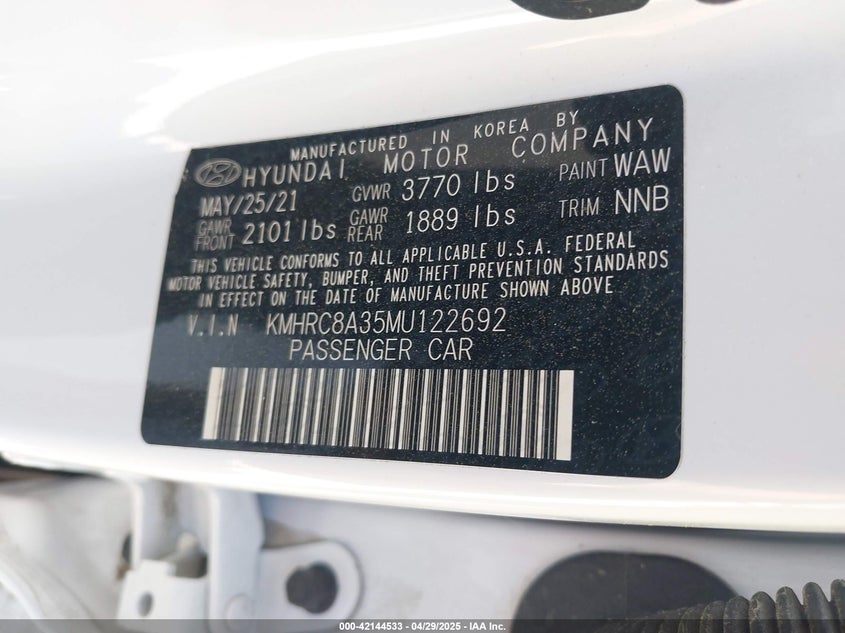 MANUFACTURED IN KOREA BY
HYUNDAI MOTOR COMPANY
MAY/25/21 GVWR 3770 lbs PAINT WAW
GAWR FRONT 2101 lbs GAWR REAR 1889 lbs TRIM NNB
THIS VEHICLE CONFORMS TO ALL APPLICABLE U.S.A. FEDERAL
MOTOR VEHICLE SAFETY, BUMPER, AND THEFT PREVENTION STANDARDS
IN EFFECT ON THE DATE OF MANUFACTURE SHOWN ABOVE.
V.I.N KMHRC8A35MU122692
PASSENGER CAR
000-42144533 - 04/29/2025 - IAA Inc.